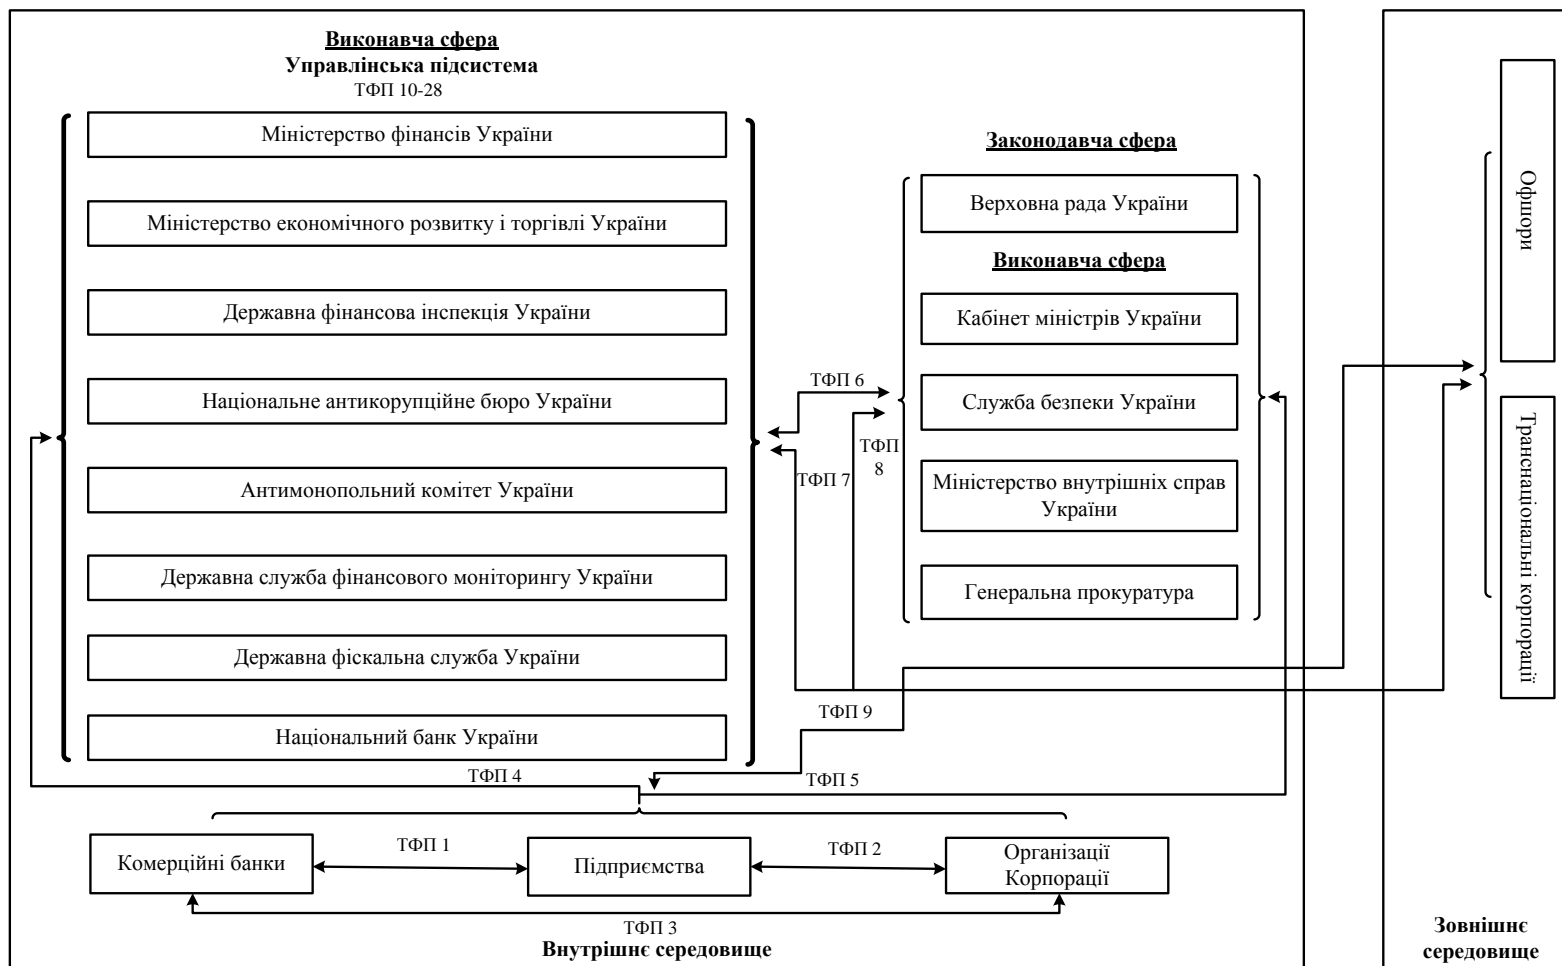 Виконавча сфера
Управлінська підсистема
ТФП 10-28
Міністерство фінансів України
Міністерство економічного розвитку і торгівлі України
Державна фінансова інспекція України
Національне антикорупційне бюро України
Антимонопольний комітет України
Державна служба фінансового моніторингу України
Державна фіскальна служба України
Національний банк України
ТФП 6
ТФП 7
ТФП
8
Законодавча сфера
Верховна рада України
Виконавча сфера
Кабінет міністрів України
Служба безпеки України
Міністерство внутрішніх справ
України
Генеральна прокуратура
ТФП 9
ТФП 4
ТФП 5
Комерційні банки
ТФП 1
Підприємства
ТФП 2
Організації
Корпорації
ТФП 3
Внутрішнє середовище
Офшори
Транснаціональні корпорації
Зовнішнє
середовище